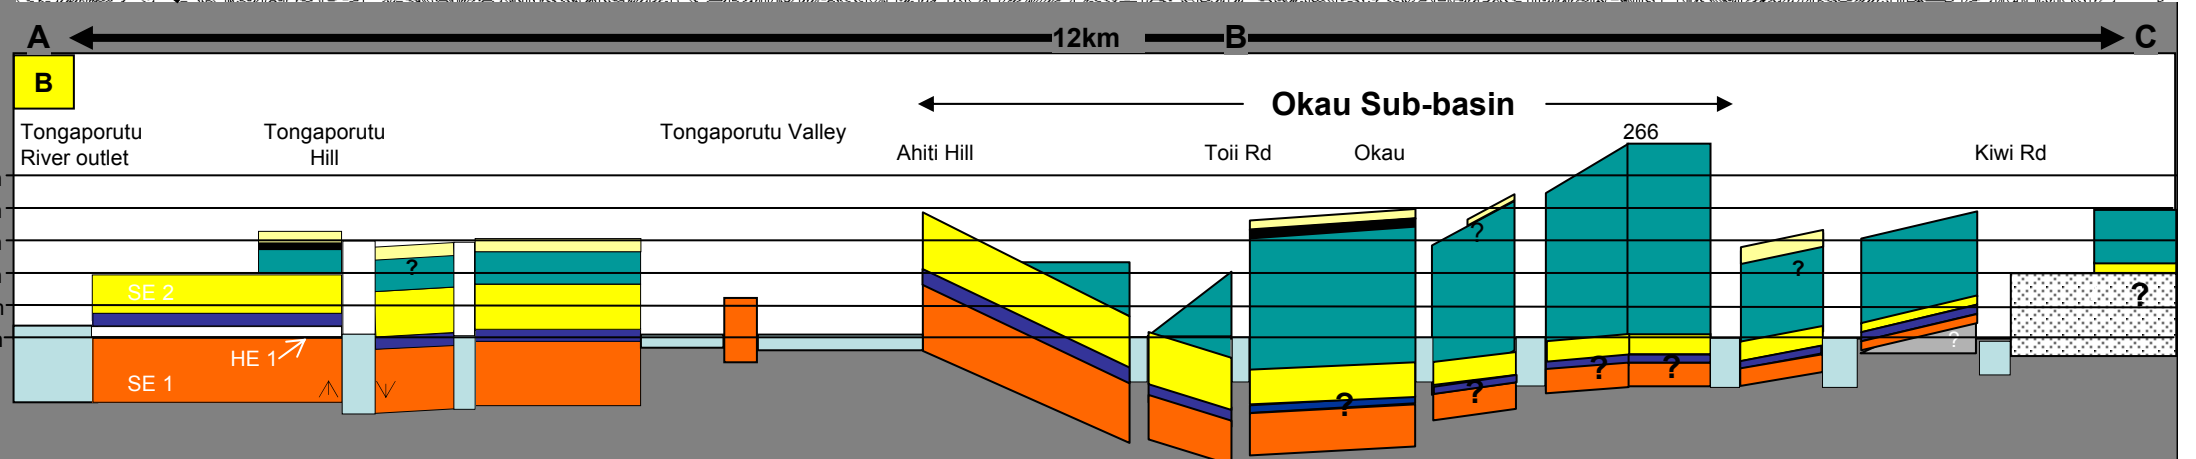 A 12km B C
B
Okau Sub-basin
Tongaporutu River outlet
Tongaporutu Hill
Tongaporutu Valley
Ahiti Hill
Toii Rd
Okau
266
Kiwi Rd
SE 2
HE 1
SE 1
?
?
?
?
?
?
?
?
?